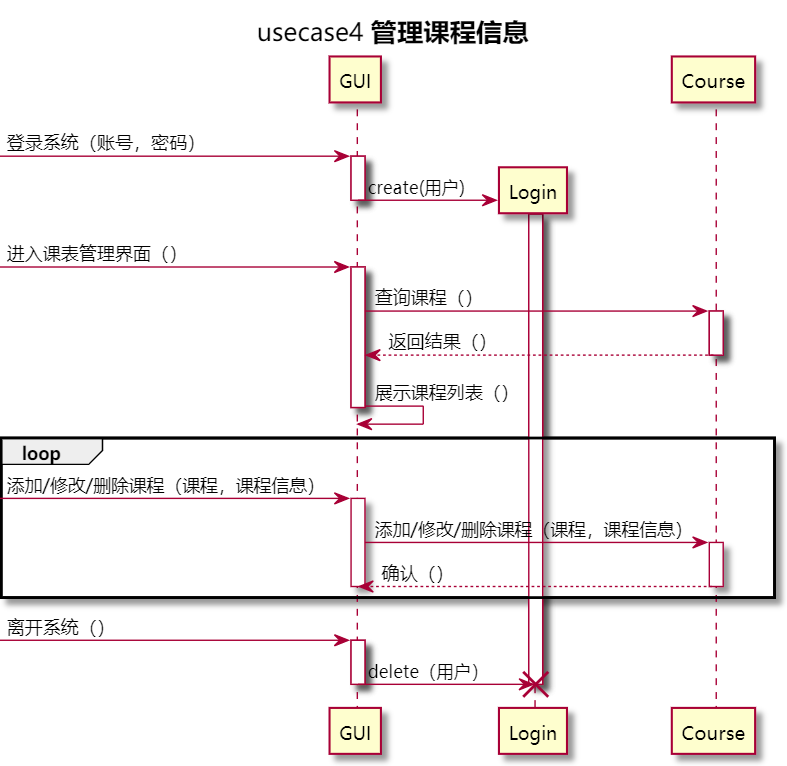 usecase4 管理课程信息
GUI
Course
登录系统（账号，密码）
create(用户)
Login
进入课表管理界面（）
查询课程（）
返回结果（）
展示课程列表（）
loop
添加/修改/删除课程（课程，课程信息）
添加/修改/删除课程（课程，课程信息）
确认（）
离开系统（）
delete（用户）
GUI
Login
Course